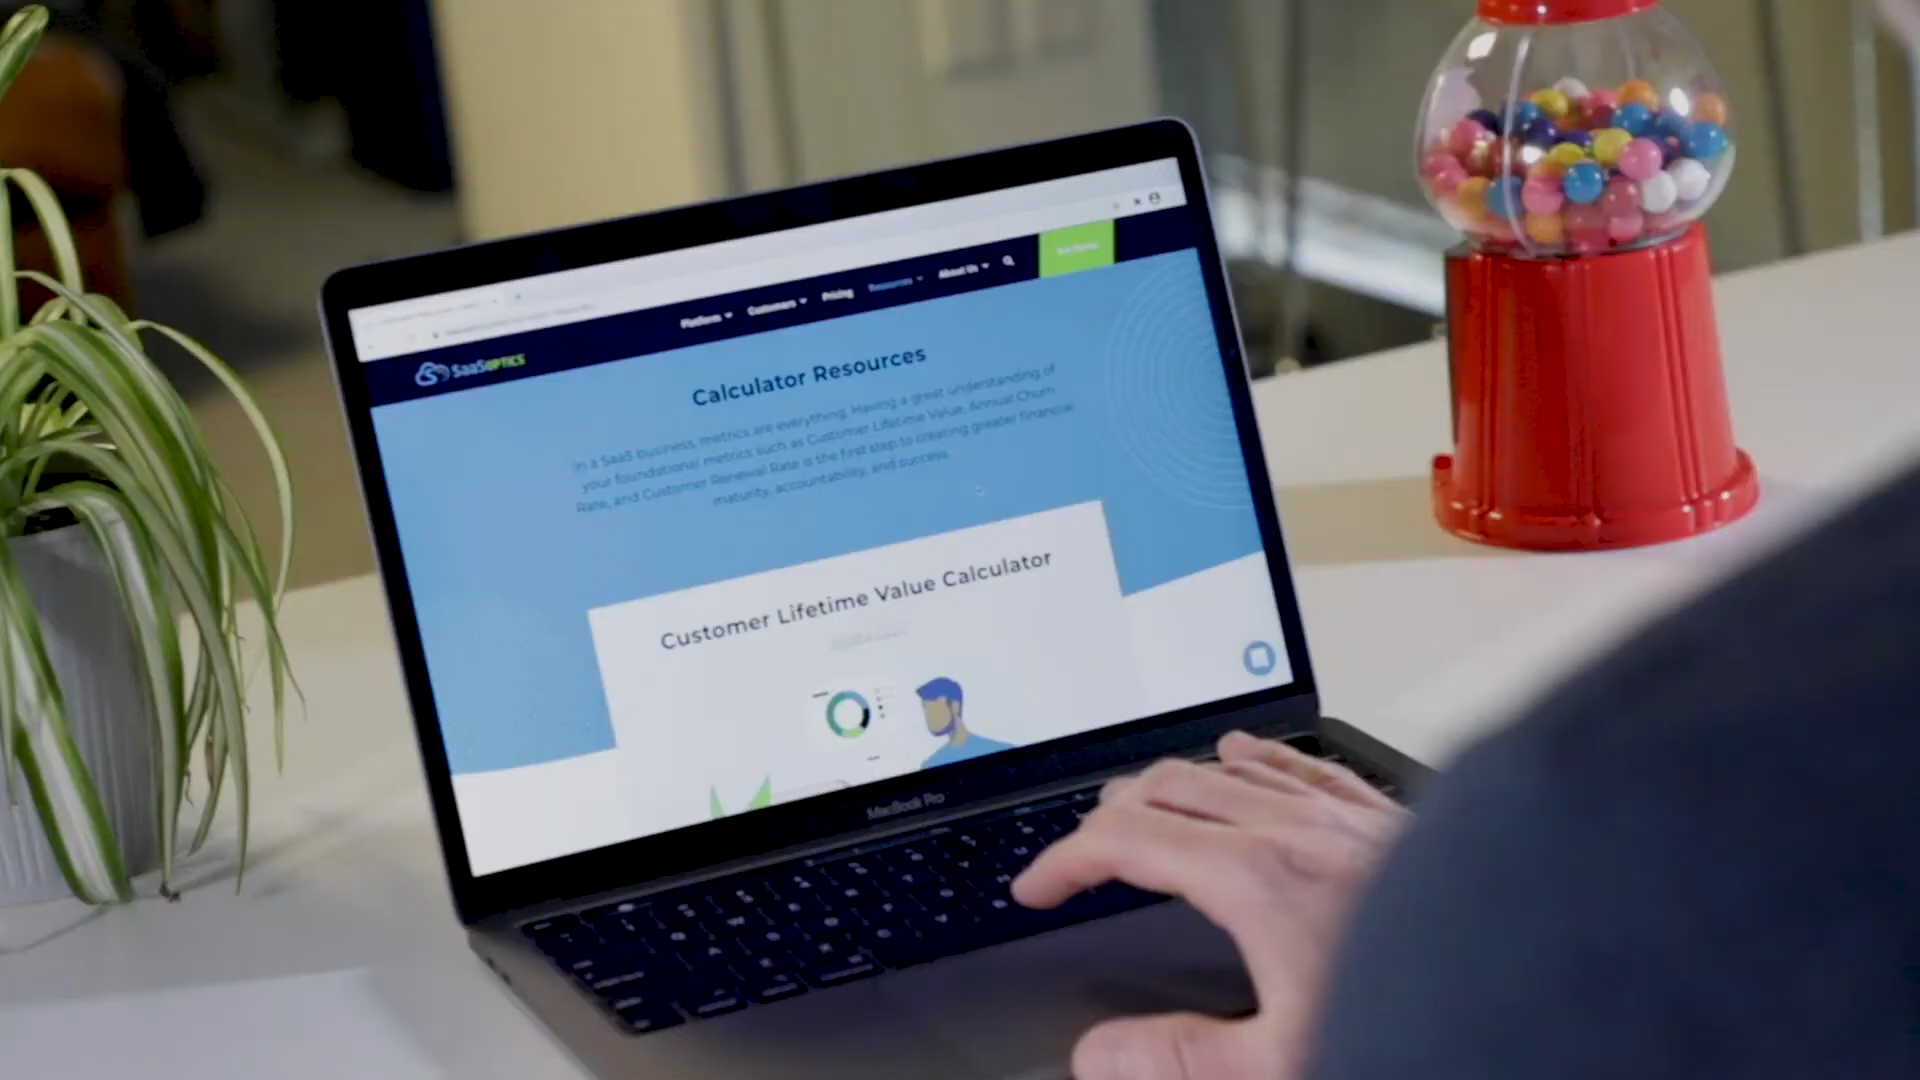 Platform
Customers
Pricing
Resources
About Us
SaaSOPTICS
Calculator Resources
In a SaaS business, metrics are everything. Having a great understanding of
your foundational metrics such as Customer Lifetime Value, Annual Churn
Rate, and Customer Renewal Rate is the first step to creating greater financial
maturity, accountability, and success.
Customer Lifetime Value Calculator
MacBook Pro